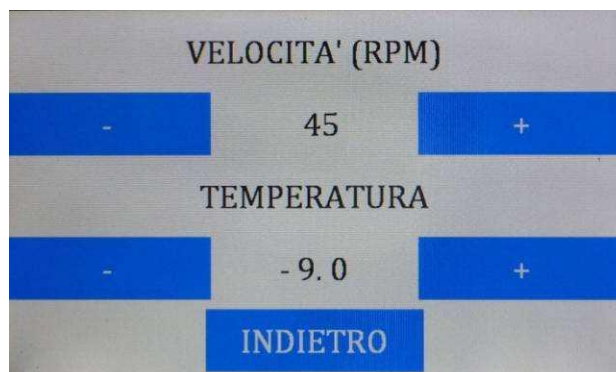 VELOCITA' (RPM)
- 45 +
TEMPERATURA
- -9.0 +
INDIETRO